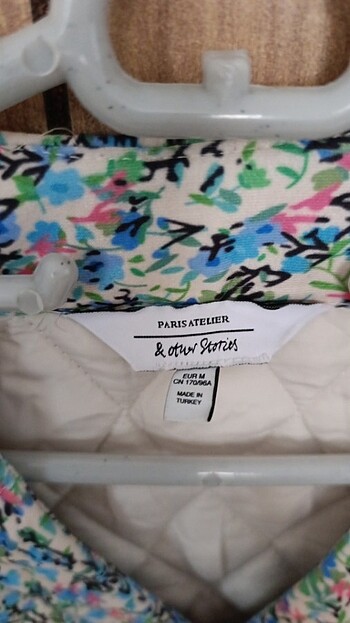 PARIS ATELIER
& other Stories
EUR M
CN 170/96A
MADE IN
TURKEY